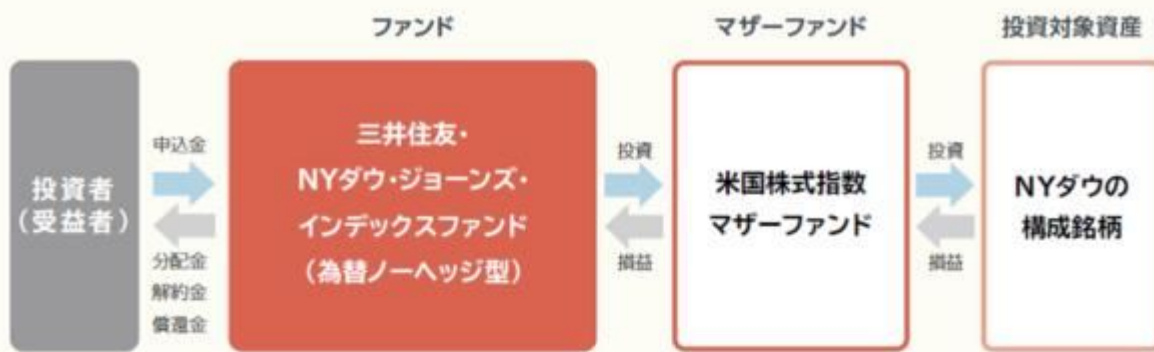 ファンド
マザーファンド
投資対象資産
投資者
(受益者)
申込金
分配金
解約金
償還金
三井住友・
NYダウ・ジョーンズ・
インデックスファンド
(為替ノーヘッジ型)
投資
損益
米国株式指数
マザーファンド
投資
損益
NYダウの
構成銘柄